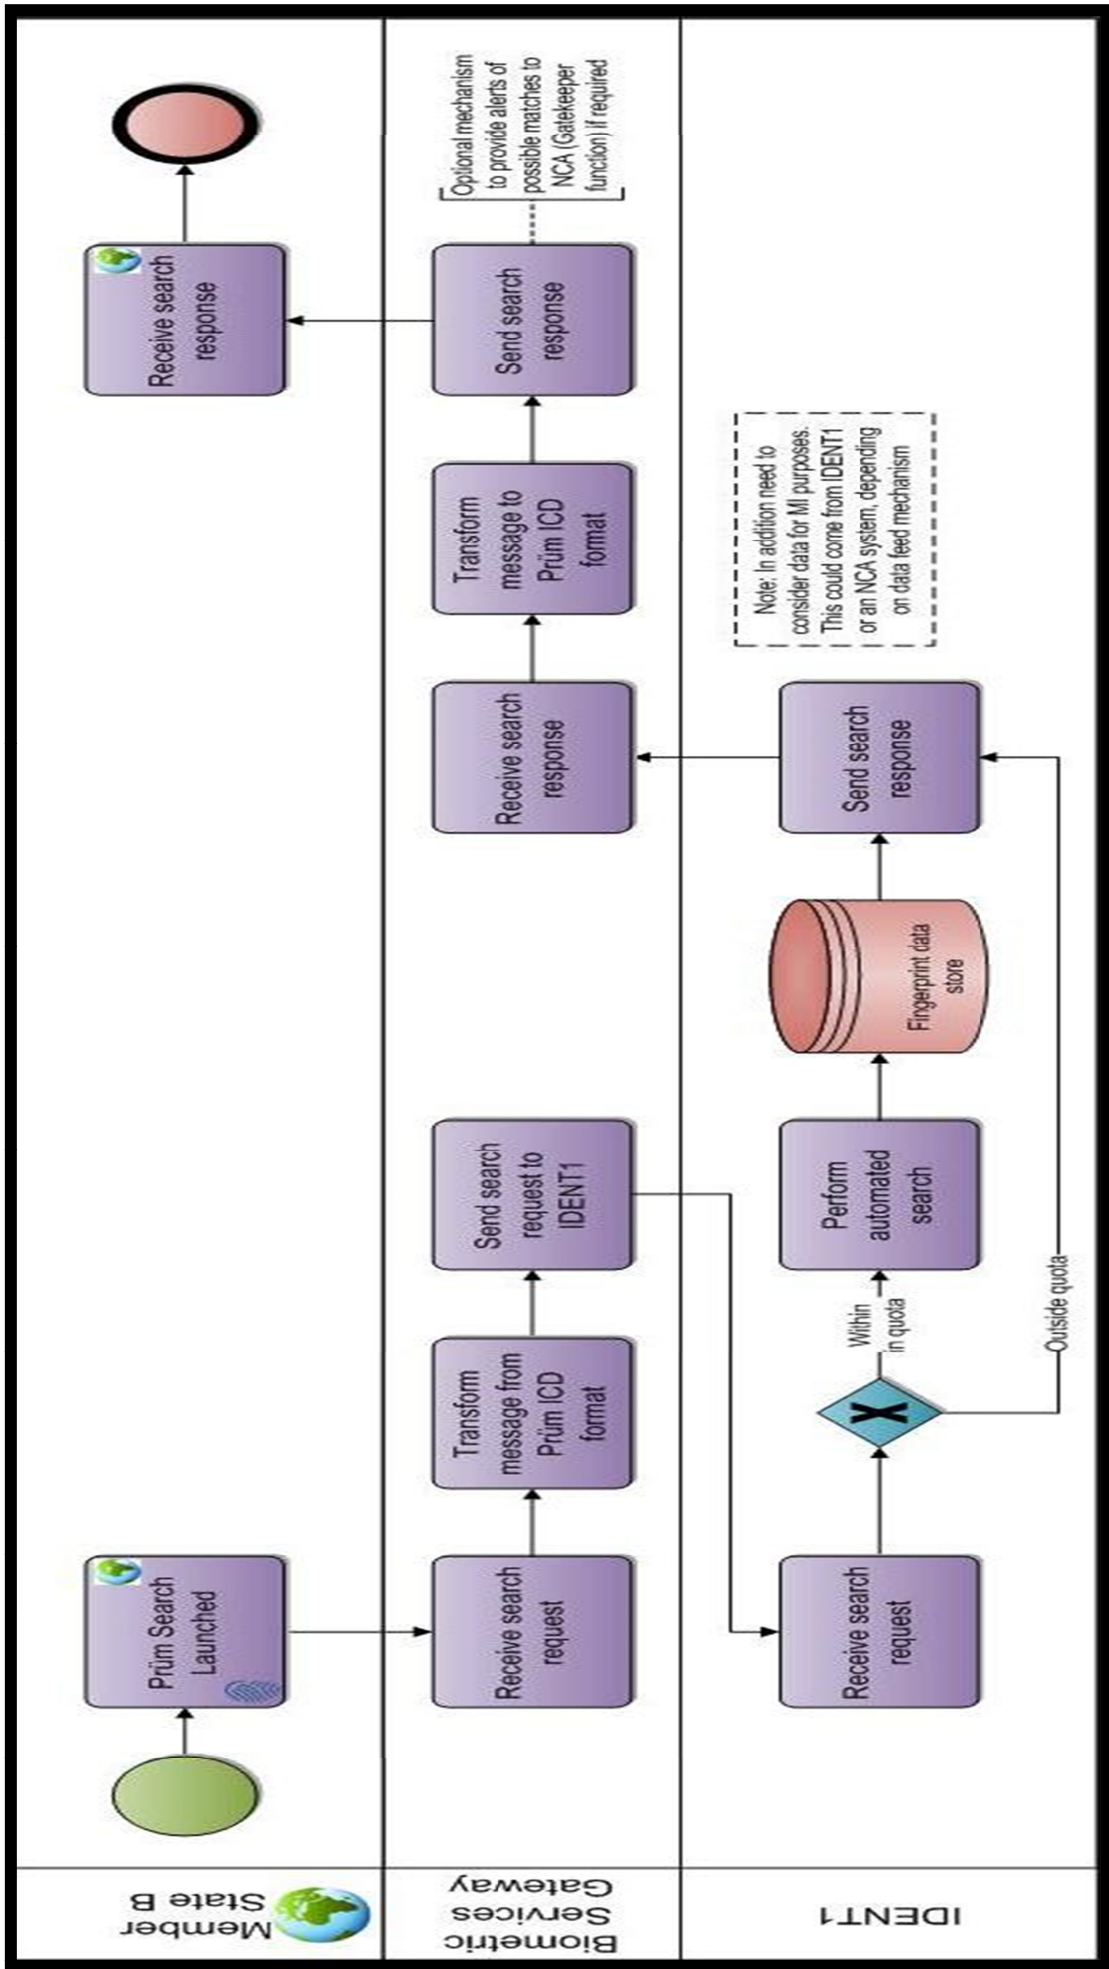 Member
State B
Prüm Search
Launched
Receive search
response
Biometric
Services
Gateway
Receive search
request
Transform
message from
Prüm ICD
format
Send search
request to
IDENT1
Receive search
response
Transform
message to
Prüm ICD
format
Send search
response
Optional mechanism
to provide alerts of
possible matches to
NCA (Gatekeeper
function) if required
IDENT1
Receive search
request
X
Within
in quota
Outside quota
Perform
automated
search
Fingerprint data
store
Send search
response
Note: In addition need to
consider data for MI purposes.
This could come from IDENT1
or an NCA system, depending
on data feed mechanism